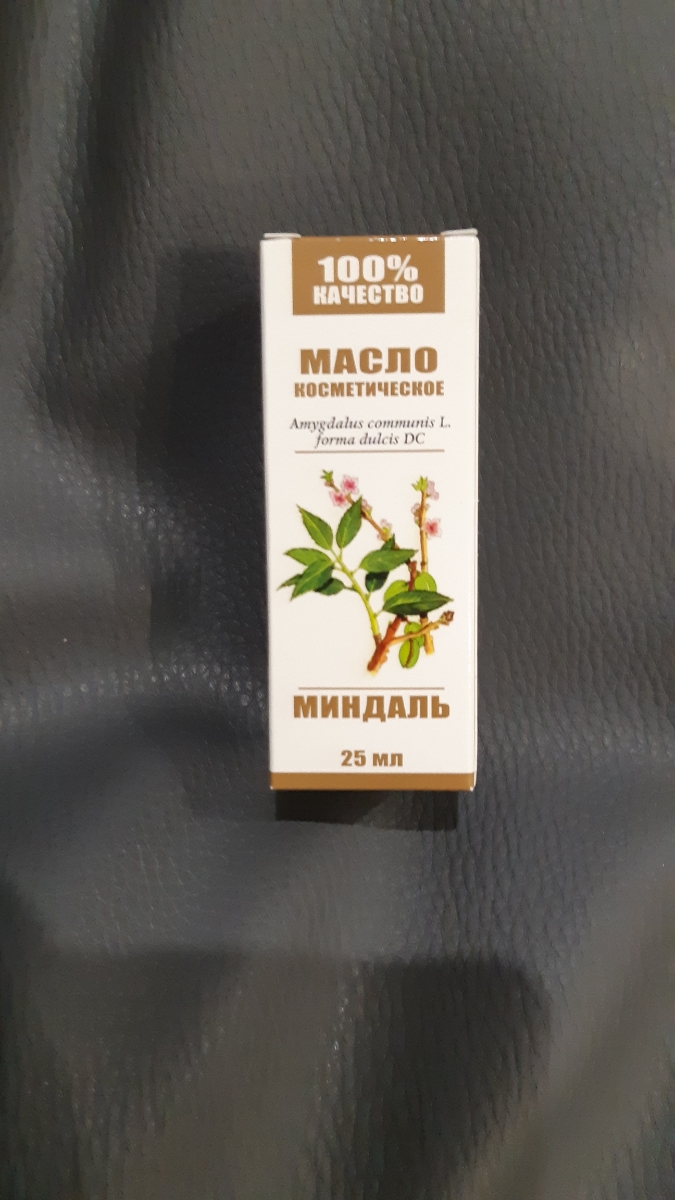 100%
КАЧЕСТВО
МАСЛО
КОСМЕТИЧЕСКОЕ
Amygdalus communis L.
forma dulcis DC
МИНДАЛЬ
25 мл